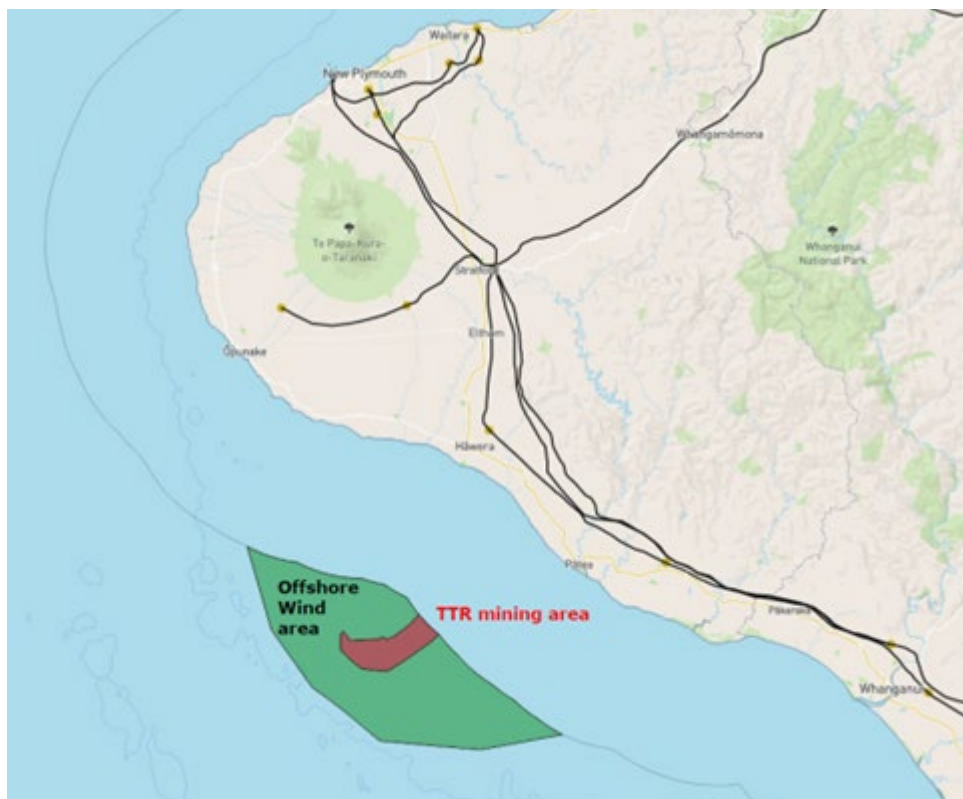 Waitara
New Plymouth
Whangamōmona
Te Papa-Kura-
o-Taranaki
Whanganui
National Park
Stratford
Eltham
Ōpunake
Hāwera
Pātea
Offshore
Wind
area
TTR mining area
Pākaraka
Whanganui